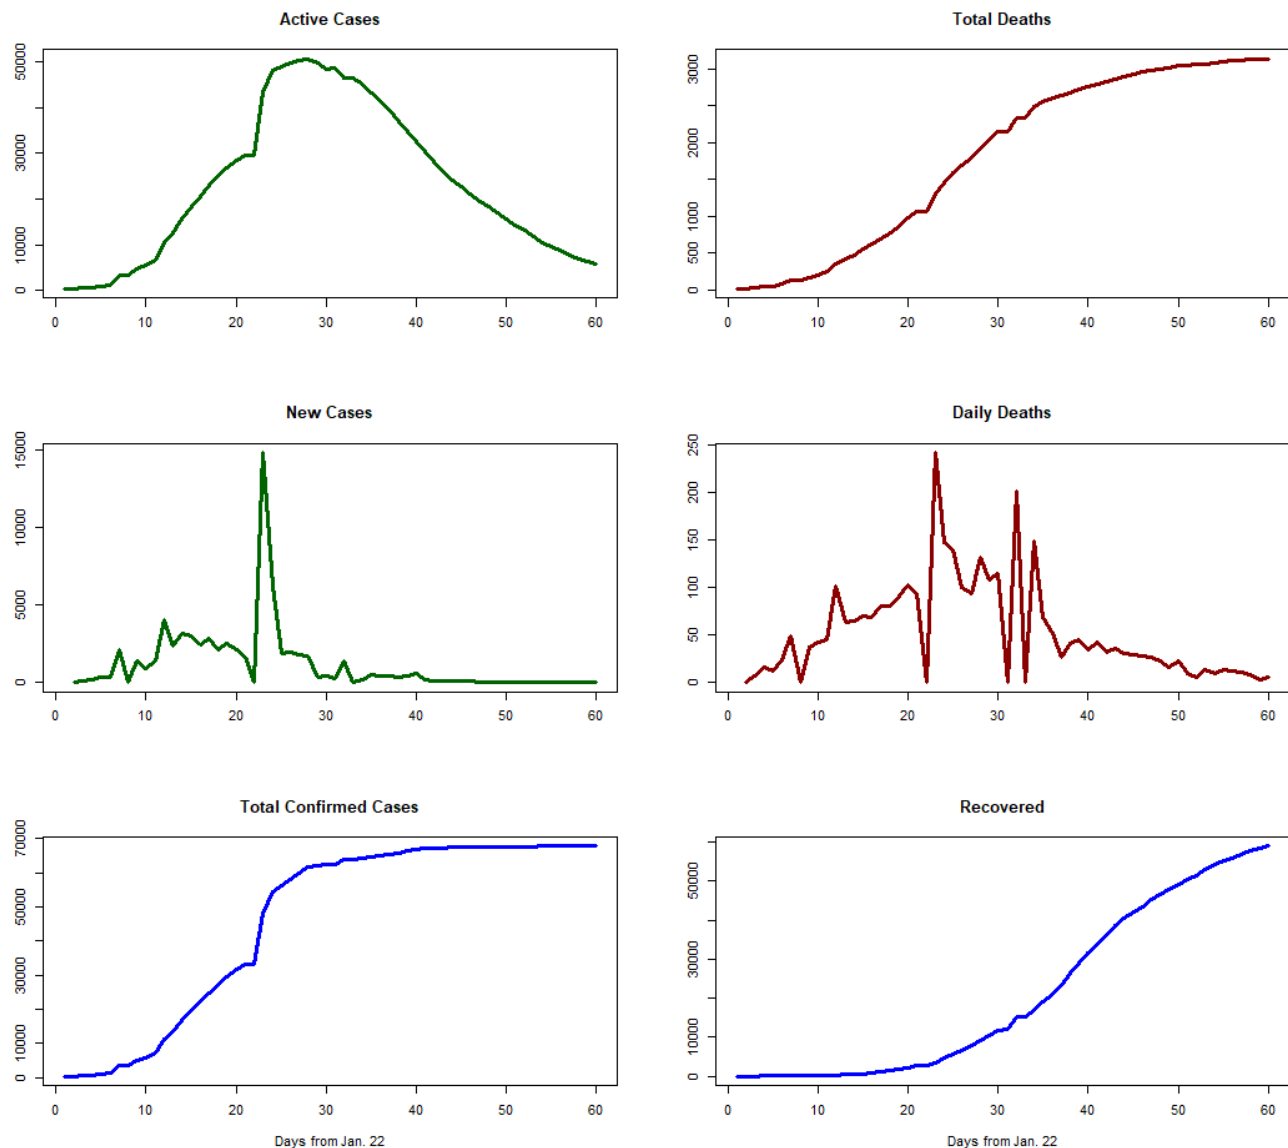 Active Cases
50000
30000
10000
0
0 10 20 30 40 50 60
Total Deaths
3000
2000
1000
500
0
0 10 20 30 40 50 60
New Cases
15000
10000
5000
0
0 10 20 30 40 50 60
Daily Deaths
250
200
150
100
50
0
0 10 20 30 40 50 60
Total Confirmed Cases
70000
50000
30000
10000
0
0 10 20 30 40 50 60
Days from Jan. 22
Recovered
50000
30000
10000
0
0 10 20 30 40 50 60
Days from Jan. 22